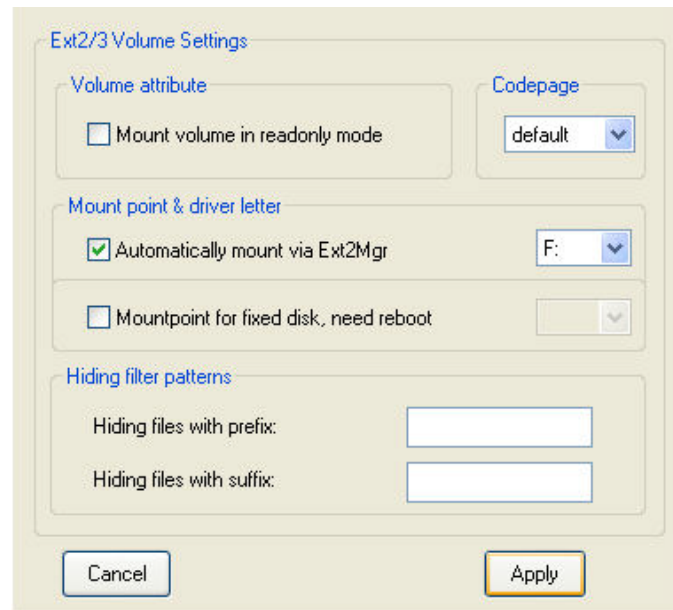 Ext2/3 Volume Settings
Volume attribute
Codepage
Mount volume in readonly mode
default
Mount point & driver letter
Automatically mount via Ext2Mgr
F:
Mountpoint for fixed disk, need reboot
Hiding filter patterns
Hiding files with prefix:
Hiding files with suffix:
Cancel
Apply